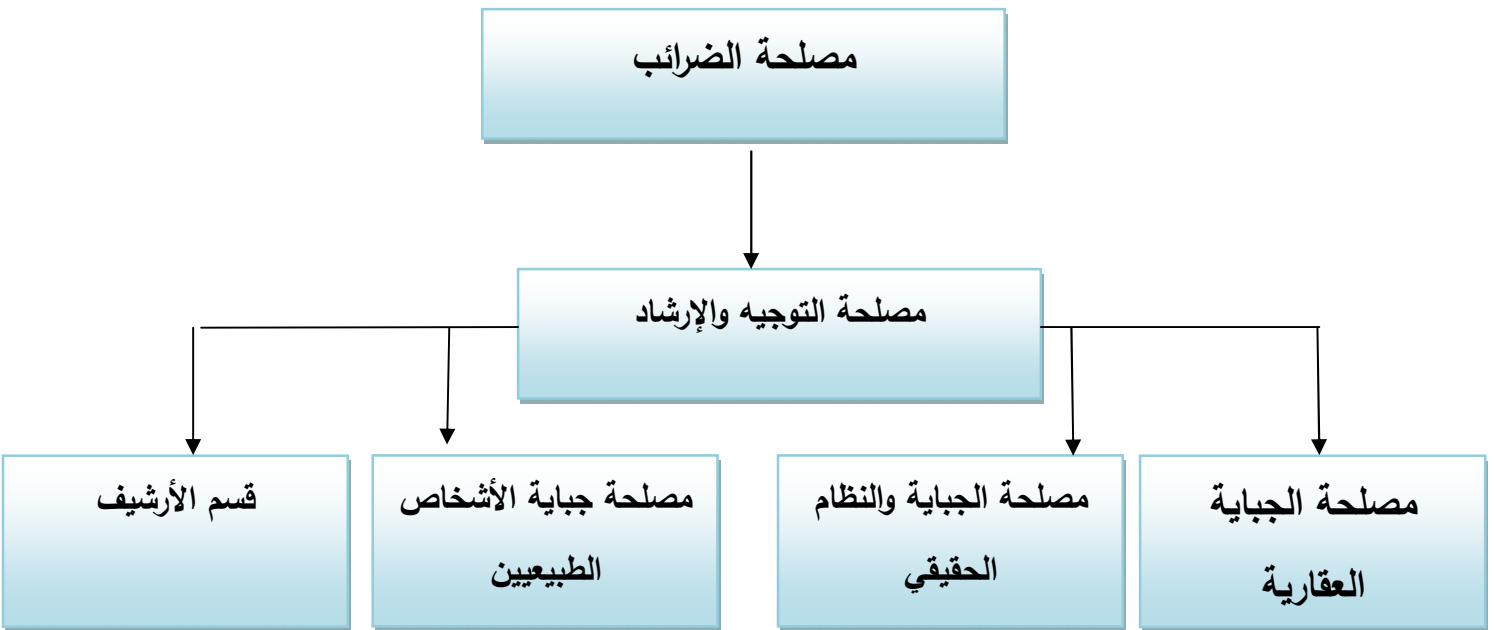 مصلحة الضرائب
مصلحة التوجيه والإرشاد
مصلحة الجباية
العقارية
مصلحة الجباية والنظام
الحقيقي
مصلحة جباية الأشخاص
الطبيعيين
قسم الأرشيف